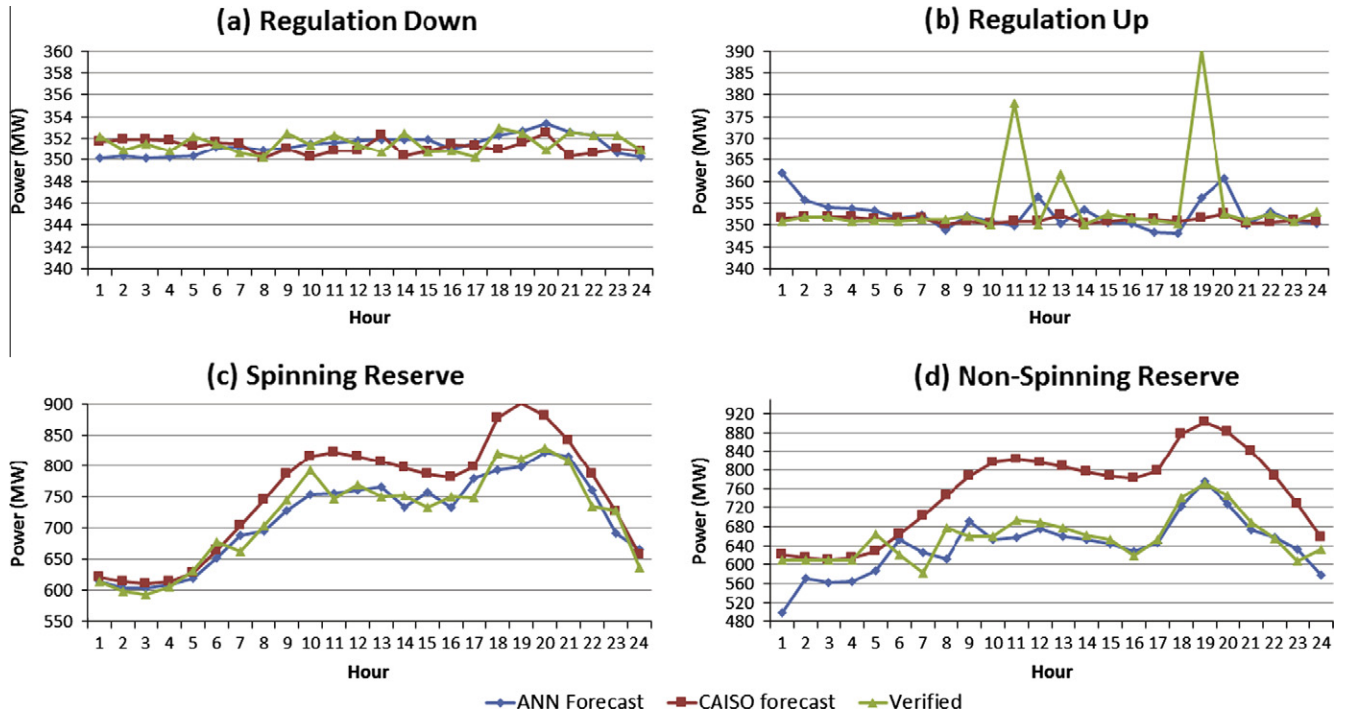 (a) Regulation Down
360
358
356
354
352
350
348
346
344
342
340
Power (MW)
1 2 3 4 5 6 7 8 9 10 11 12 13 14 15 16 17 18 19 20 21 22 23 24
Hour
(b) Regulation Up
390
385
380
375
370
365
360
355
350
345
340
Power (MW)
1 2 3 4 5 6 7 8 9 10 11 12 13 14 15 16 17 18 19 20 21 22 23 24
Hour
(c) Spinning Reserve
900
850
800
750
700
650
600
550
Power (MW)
1 2 3 4 5 6 7 8 9 10 11 12 13 14 15 16 17 18 19 20 21 22 23 24
Hour
(d) Non-Spinning Reserve
920
880
840
800
760
720
680
640
600
560
520
480
Power (MW)
1 2 3 4 5 6 7 8 9 10 11 12 13 14 15 16 17 18 19 20 21 22 23 24
Hour
ANN Forecast CAISO forecast Verified